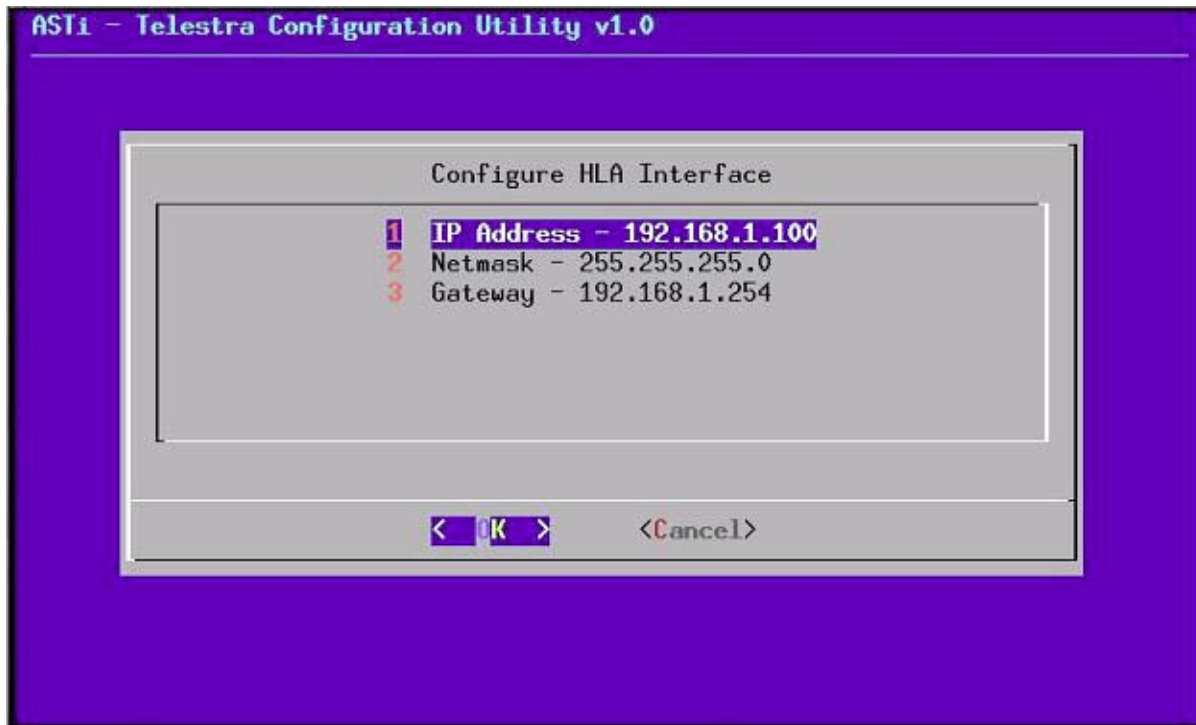 ASTi - Telestra Configuration Utility v1.0
Configure HLA Interface
1 IP Address - 192.168.1.100
2 Netmask - 255.255.255.0
3 Gateway - 192.168.1.254
< OK > <Cancel>